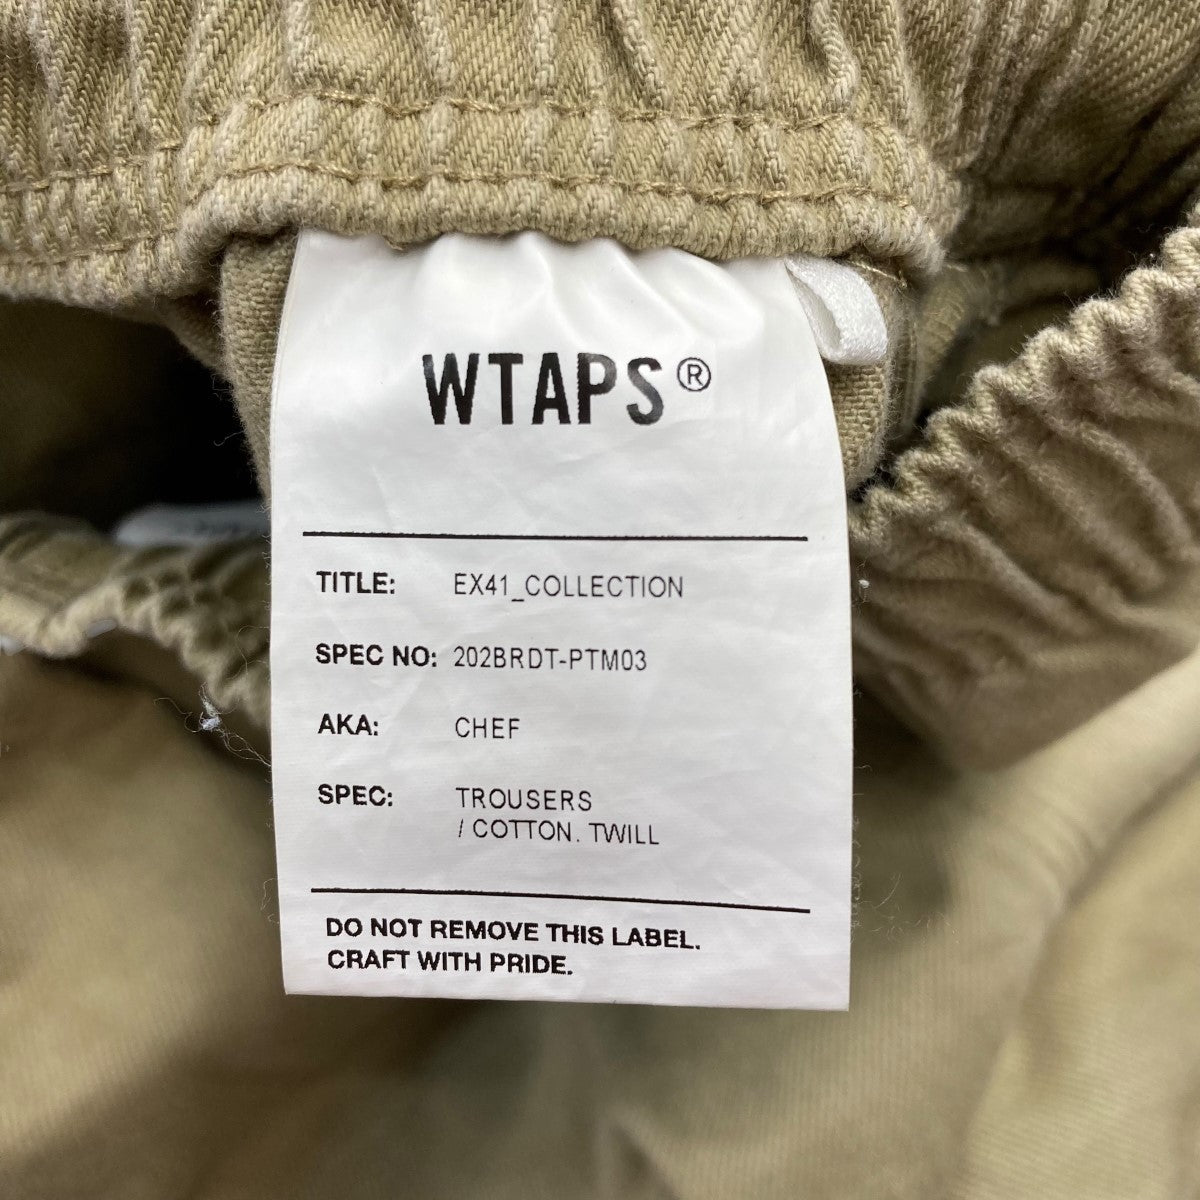 WTAPS®
TITLE: EX41_COLLECTION
SPEC NO: 202BRDT-PTM03
AKA: CHEF
SPEC: TROUSERS
/ COTTON. TWILL
DO NOT REMOVE THIS LABEL.
CRAFT WITH PRIDE.